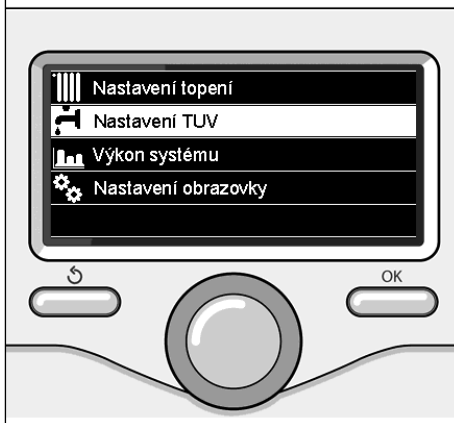 Nastavení topení
Nastavení TUV
Výkon systému
Nastavení obrazovky
OK